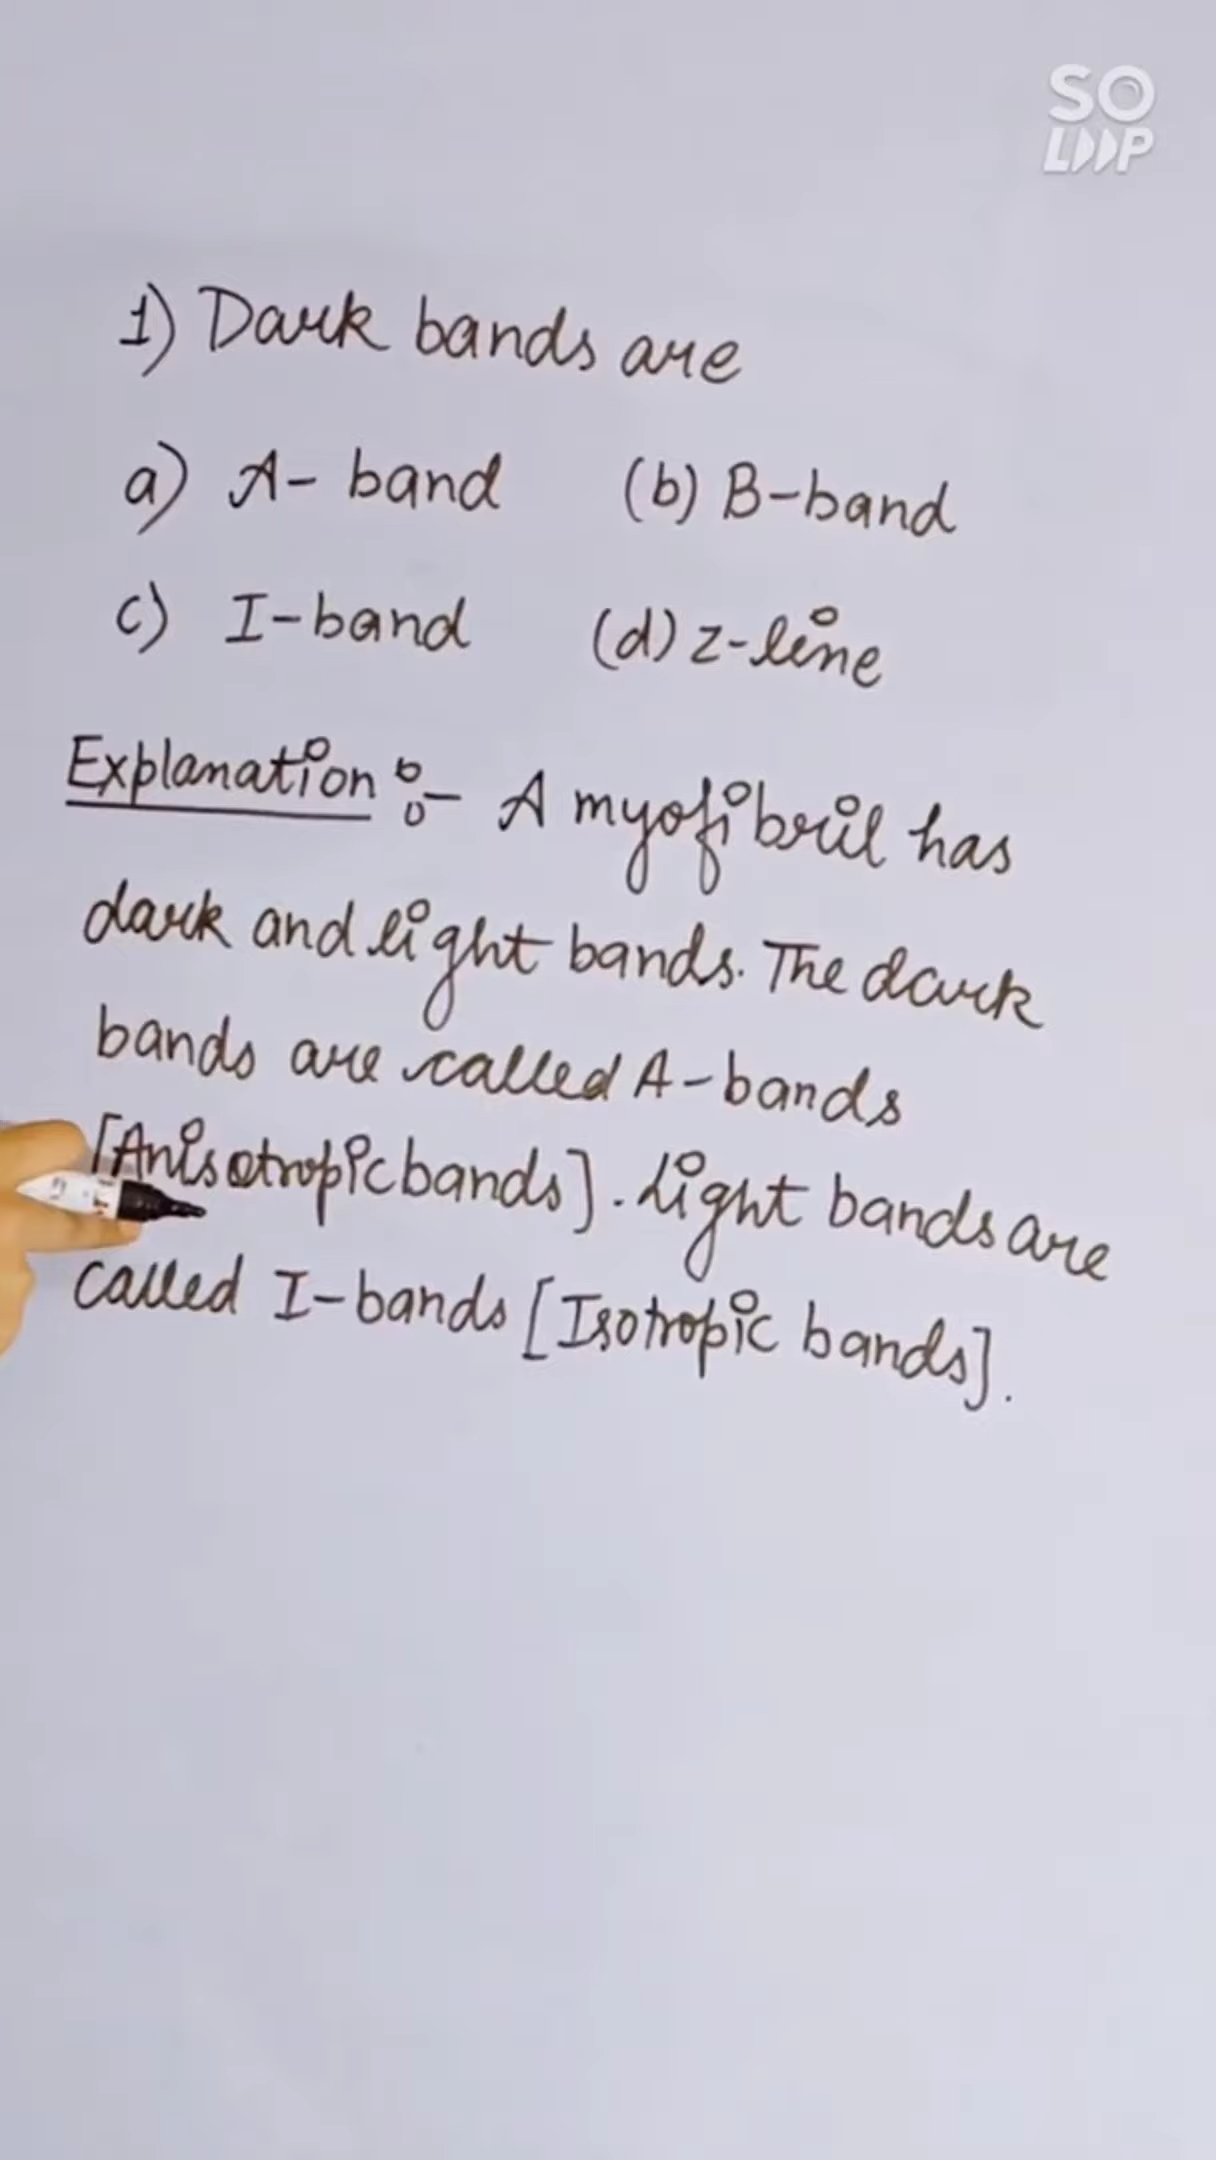 SO
LOOP
1) Dark bands are
a) A- band (b) B-band
c) I-band (d) z-line
Explanation :- A myofibril has
dark and light bands. The dark
bands are called A-bands
[Anisotropic bands]. Light bands are
called I-bands [Isotropic bands].